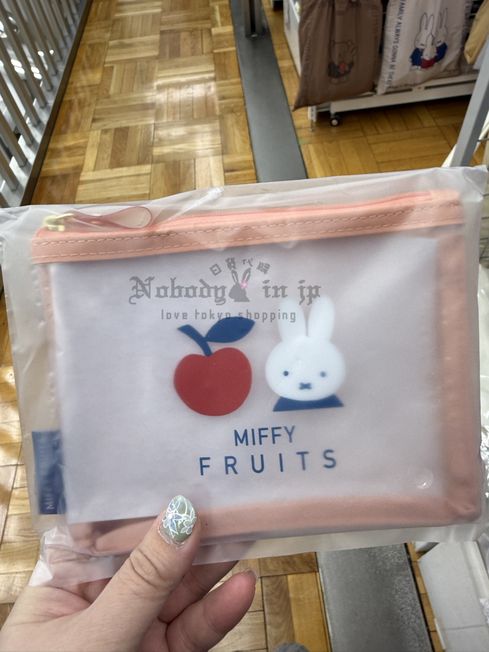 日貨代購
Nobody in jp
love tokyo shopping
MIFFY
FRUITS